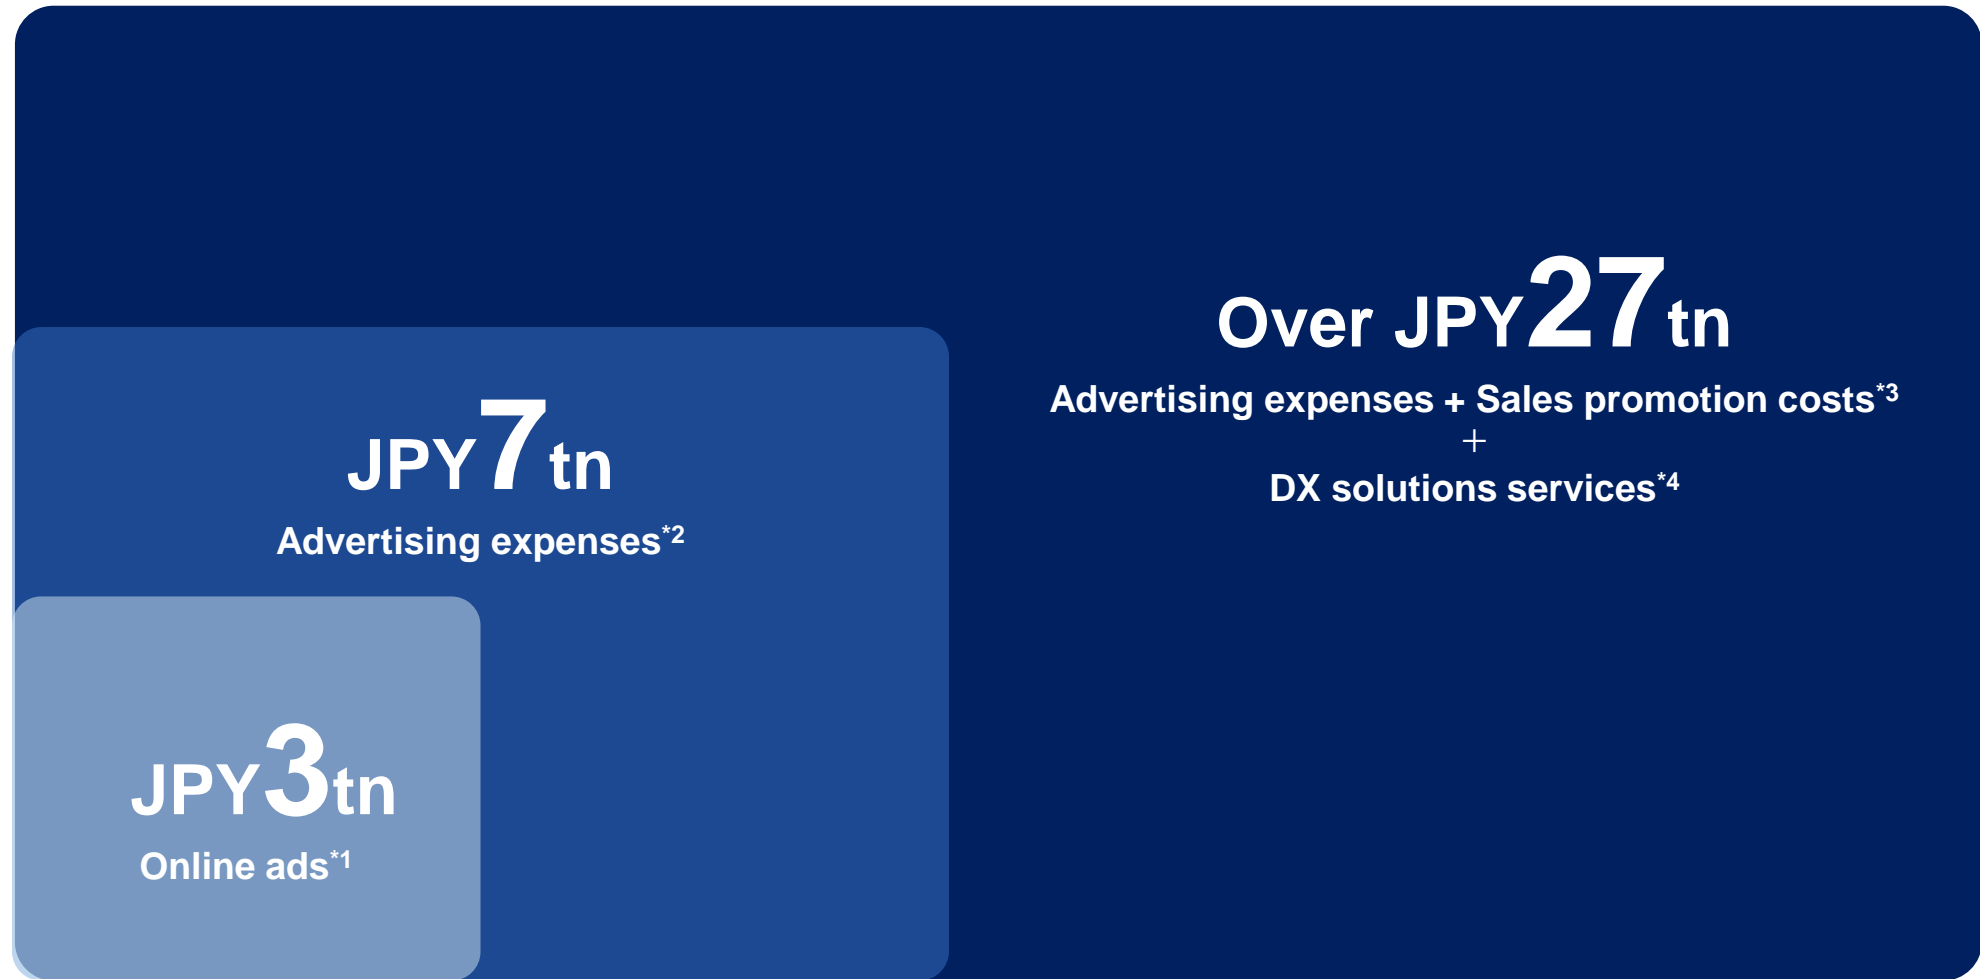 Over JPY27tn
Advertising expenses + Sales promotion costs*3
+
DX solutions services*4
JPY7tn
Advertising expenses*2
JPY3tn
Online ads*1